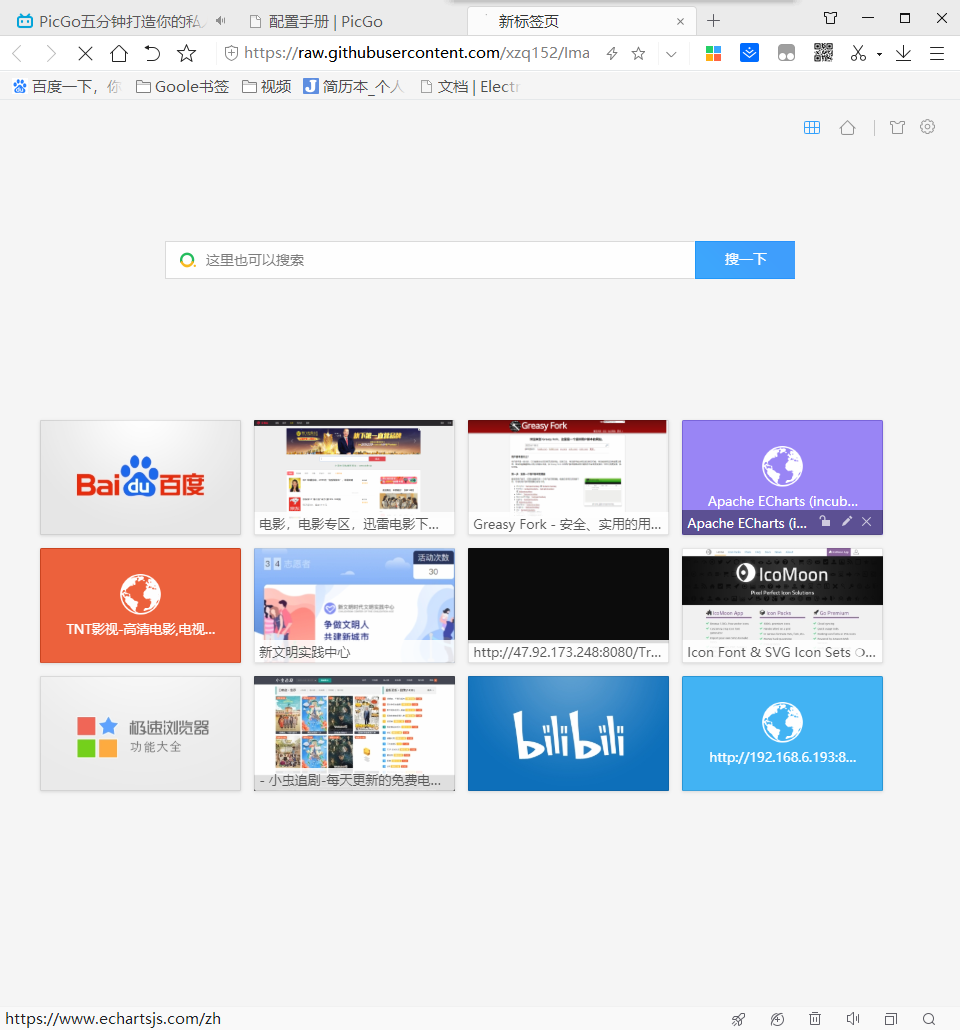 PicGo五分钟打造你的私
配置手册 | PicGo
新标签页
https://raw.githubusercontent.com/xzq152/Ima
百度一下，你
Goole书签
视频
简历本_个人
文档 | Electr
这里也可以搜索
搜一下
Bai du 百度
电影，电影专区，迅雷电影下...
Greasy Fork
Greasy Fork - 安全、实用的用...
Apache ECharts (incub...
Apache ECharts (i...
TNT影视-高清电影,电视...
3 4 志愿者
活动次数
30
新文明时代文明实践中心
争做文明人
共建新城市
新文明实践中心
http://47.92.173.248:8080/Tr...
IcoMoon
Pixel Perfect Icon Solutions
IcoMoon App
Icon Packs
Go Premium
Icon Font & SVG Icon Sets ❍...
极速浏览器
功能大全
- 小虫追剧-每天更新的免费电...
bilibili
http://192.168.6.193:8...
https://www.echartsjs.com/zh